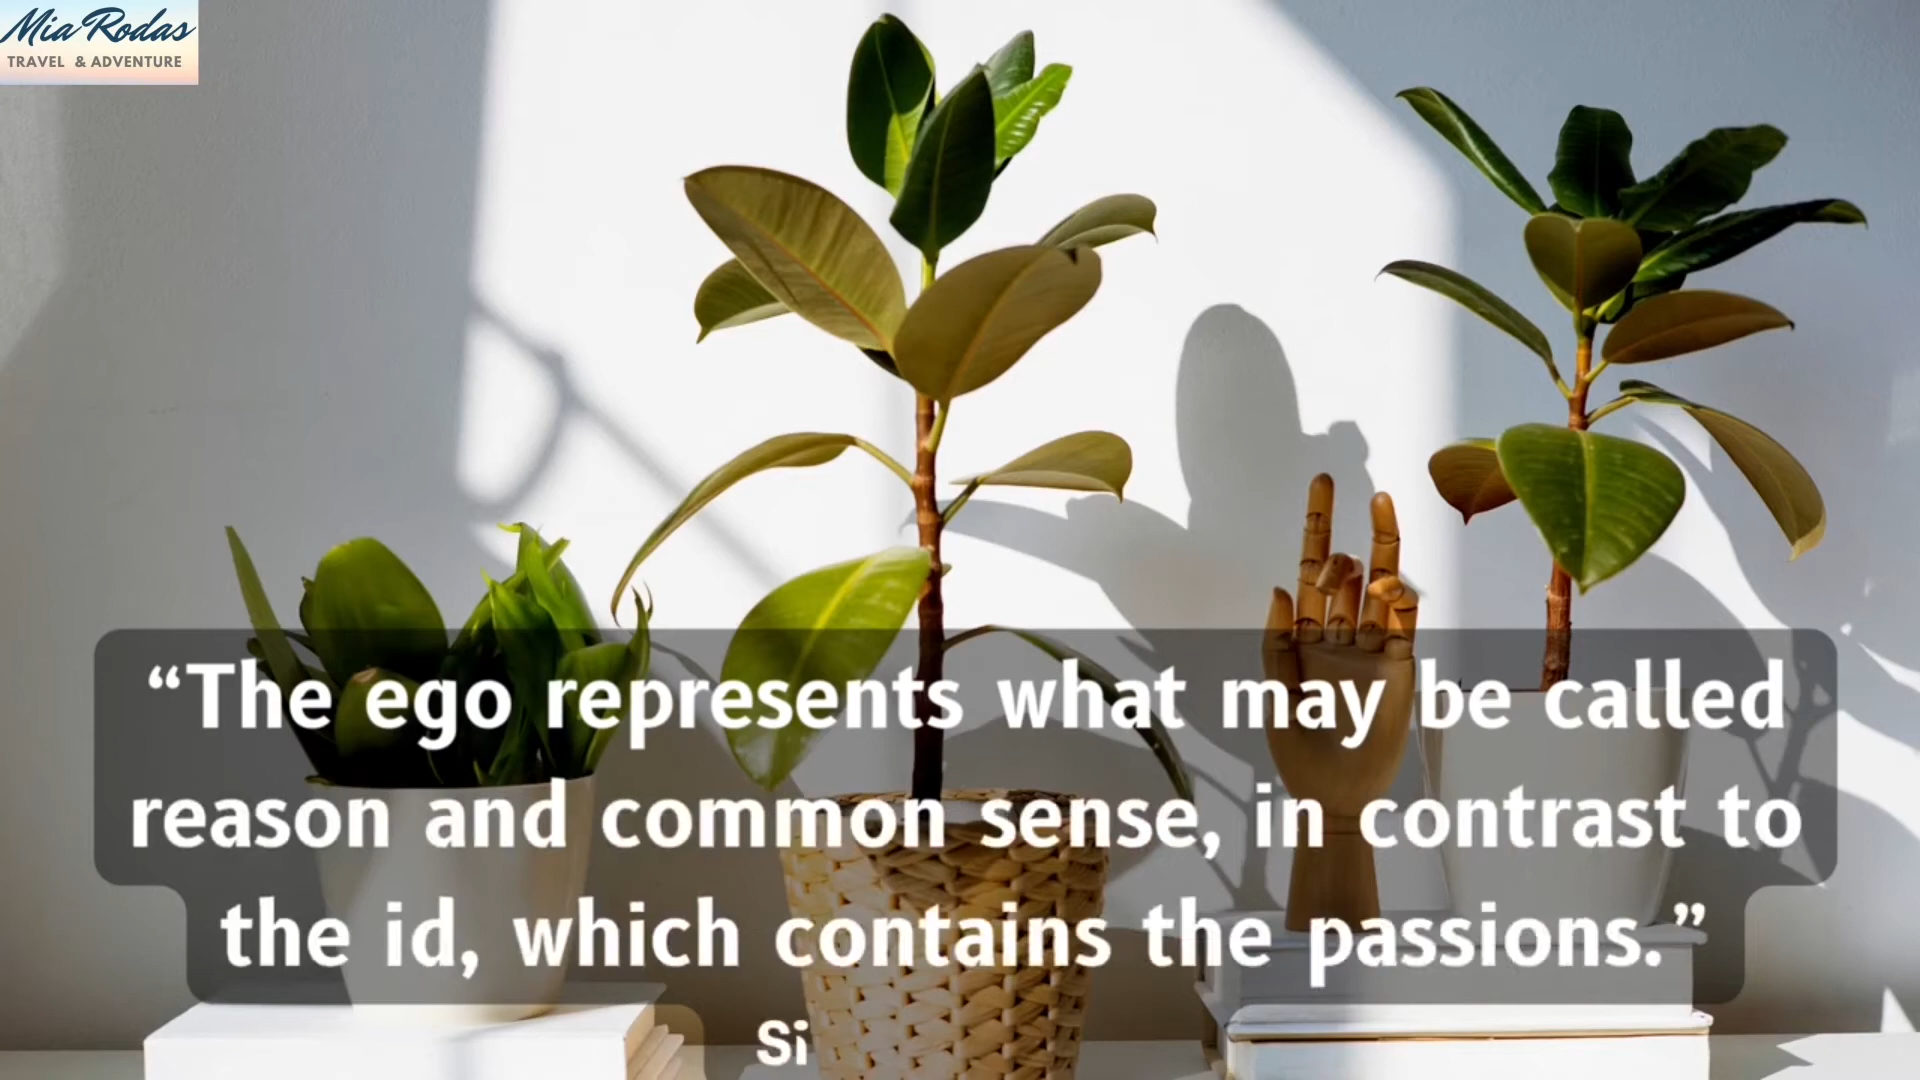 Mia Rodas
TRAVEL & ADVENTURE
“The ego represents what may be called
reason and common sense, in contrast to
the id, which contains the passions.”
Si